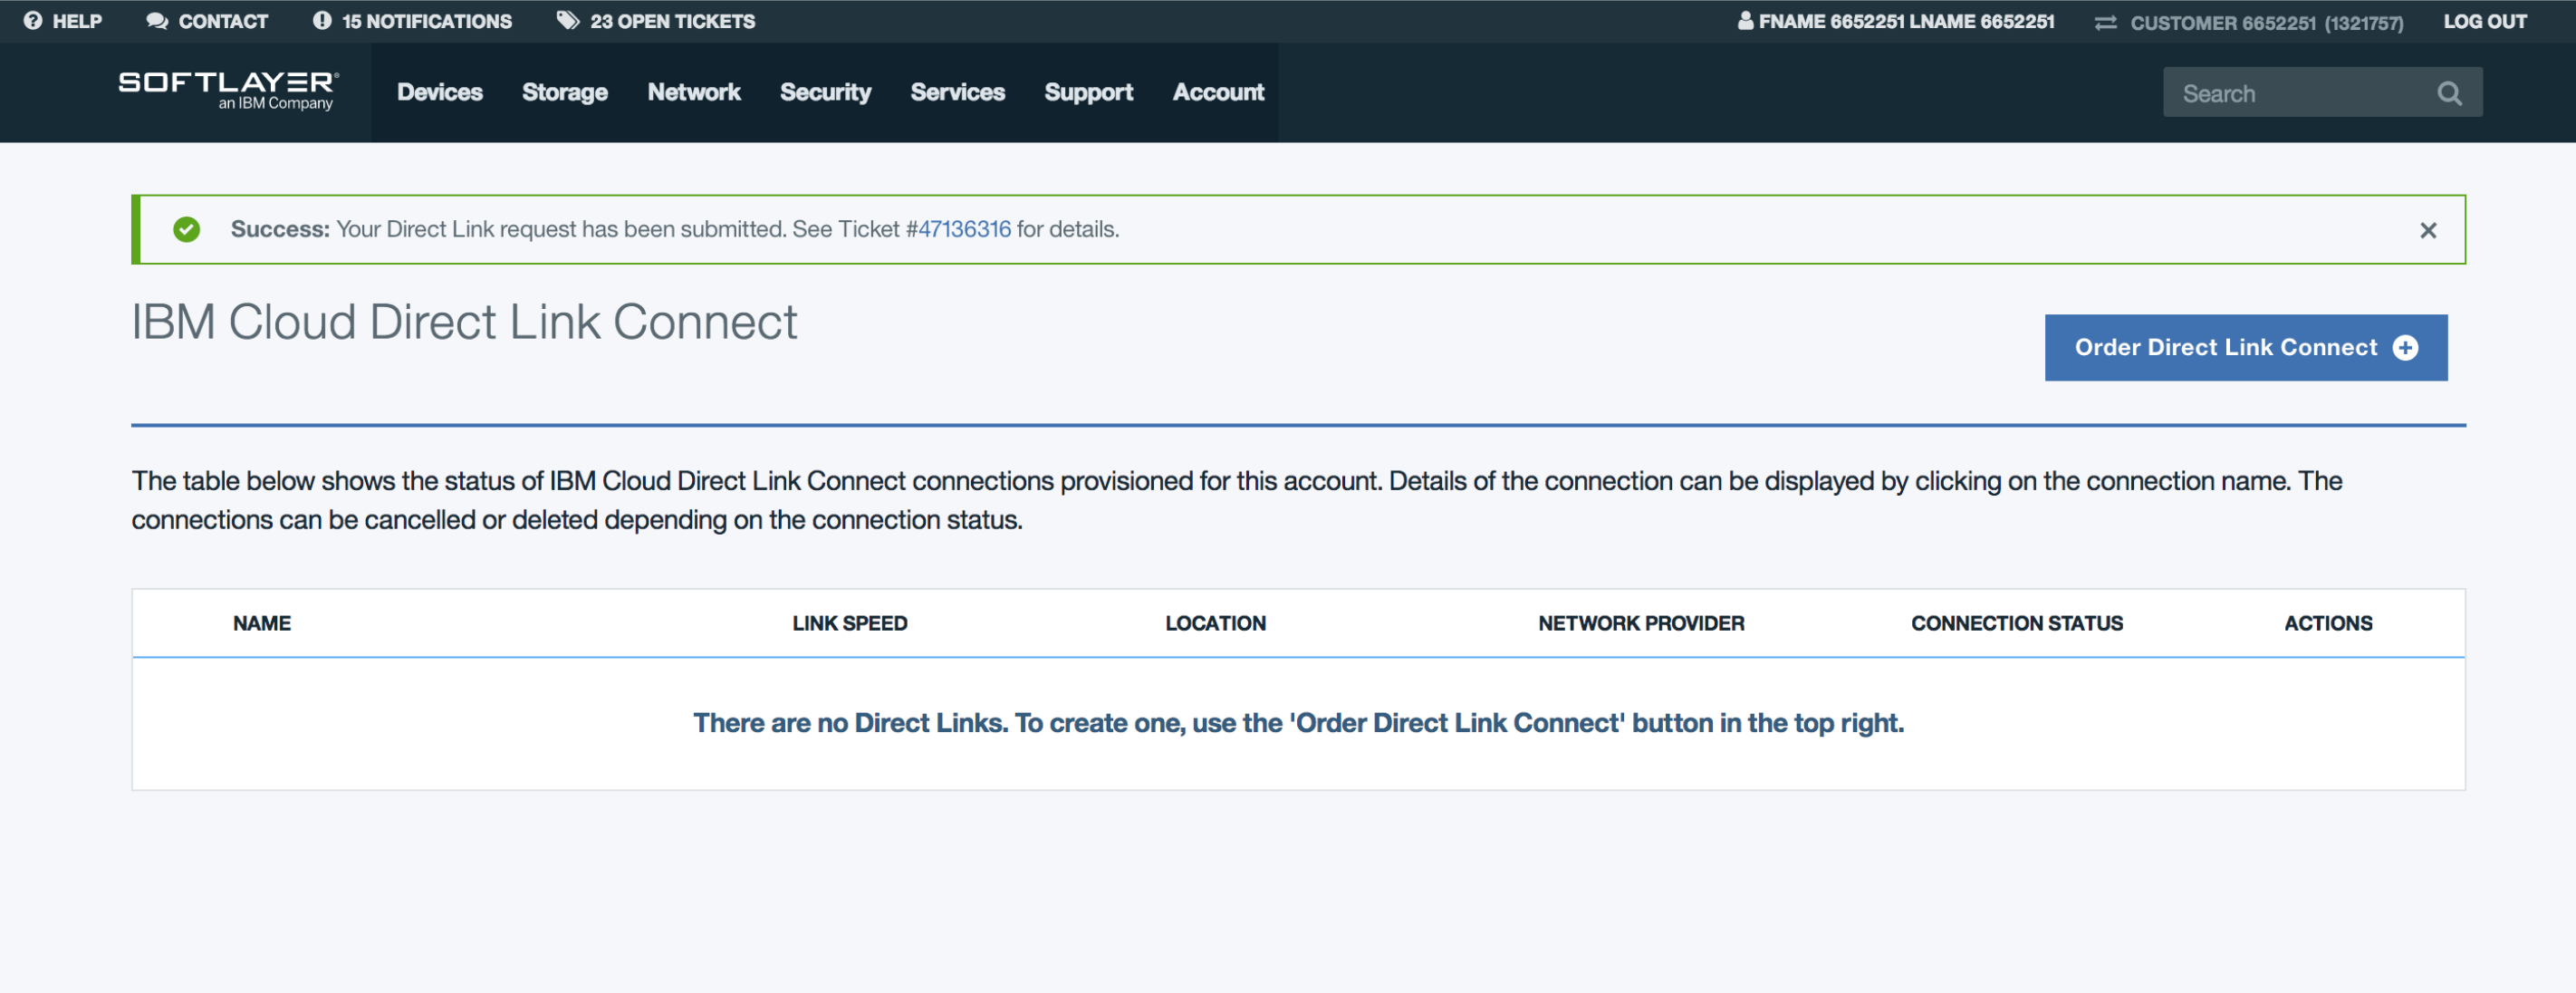 HELP CONTACT 15 NOTIFICATIONS 23 OPEN TICKETS FNAME 6652251 LNAME 6652251 CUSTOMER 6652251 (1321757) LOG OUT
SOFTLAYER®
an IBM Company
Devices Storage Network Security Services Support Account Search
Success: Your Direct Link request has been submitted. See Ticket #47136316 for details.
IBM Cloud Direct Link Connect
Order Direct Link Connect
The table below shows the status of IBM Cloud Direct Link Connect connections provisioned for this account. Details of the connection can be displayed by clicking on the connection name. The
connections can be cancelled or deleted depending on the connection status.
NAME LINK SPEED LOCATION NETWORK PROVIDER CONNECTION STATUS ACTIONS
There are no Direct Links. To create one, use the 'Order Direct Link Connect' button in the top right.